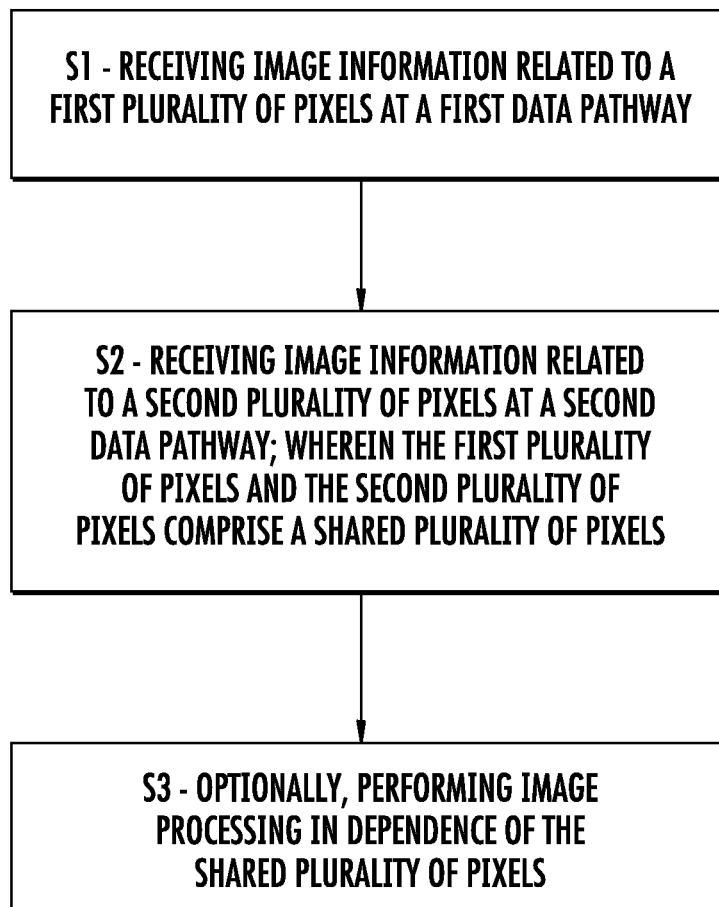 S1 - RECEIVING IMAGE INFORMATION RELATED TO A
FIRST PLURALITY OF PIXELS AT A FIRST DATA PATHWAY
S2 - RECEIVING IMAGE INFORMATION RELATED
TO A SECOND PLURALITY OF PIXELS AT A SECOND
DATA PATHWAY; WHEREIN THE FIRST PLURALITY
OF PIXELS AND THE SECOND PLURALITY OF
PIXELS COMPRISE A SHARED PLURALITY OF PIXELS
S3 - OPTIONALLY, PERFORMING IMAGE
PROCESSING IN DEPENDENCE OF THE
SHARED PLURALITY OF PIXELS